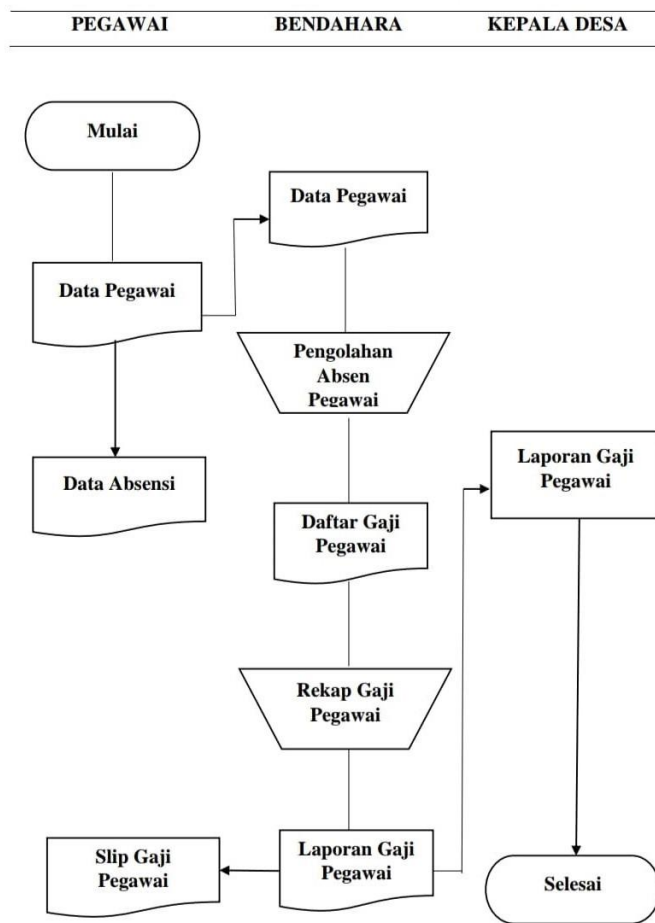 PEGAWAI BENDAHARA KEPALA DESA
Mulai
Data Pegawai
Data Pegawai
Pengolahan
Absen
Pegawai
Data Absensi
Laporan Gaji
Pegawai
Daftar Gaji
Pegawai
Rekap Gaji
Pegawai
Slip Gaji
Pegawai
Laporan Gaji
Pegawai
Selesai